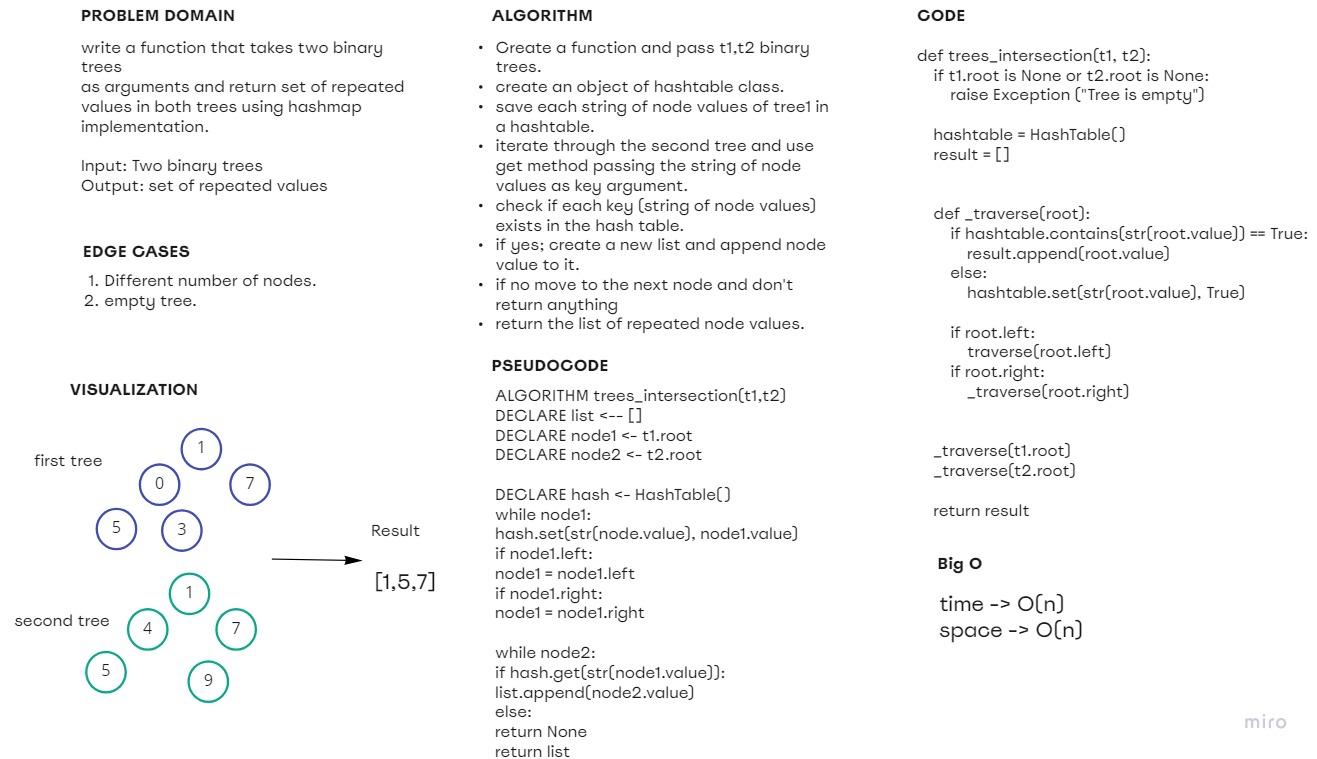 PROBLEM DOMAIN
write a function that takes two binary
trees
as arguments and return set of repeated
values in both trees using hashmap
implementation.
Input: Two binary trees
Output: set of repeated values
EDGE CASES
1. Different number of nodes.
2. empty tree.
VISUALIZATION
first tree
1
0
7
5
3
second tree
1
4
7
5
9
Result
[1,5,7]
ALGORITHM
• Create a function and pass t1,t2 binary
trees.
• create an object of hashtable class.
• save each string of node values of tree1 in
a hashtable.
• iterate through the second tree and use
get method passing the string of node
values as key argument.
• check if each key (string of node values)
exists in the hash table.
• if yes; create a new list and append node
value to it.
• if no move to the next node and don't
return anything
• return the list of repeated node values.
PSEUDOCODE
ALGORITHM trees_intersection(t1,t2)
DECLARE list <-- []
DECLARE node1 <- t1.root
DECLARE node2 <- t2.root
DECLARE hash <- HashTable()
while node1:
hash.set(str(node.value), node1.value)
if node1.left:
node1 = node1.left
if node1.right:
node1 = node1.right
while node2:
if hash.get(str(node1.value)):
list.append(node2.value)
else:
return None
return list
CODE
def trees_intersection(t1, t2):
if t1.root is None or t2.root is None:
raise Exception ("Tree is empty")
hashtable = HashTable()
result = []
def _traverse(root):
if hashtable.contains(str(root.value)) == True:
result.append(root.value)
else:
hashtable.set(str(root.value), True)
if root.left:
traverse(root.left)
if root.right:
_traverse(root.right)
_traverse(t1.root)
_traverse(t2.root)
return result
Big O
time -> O(n)
space -> O(n)
miro